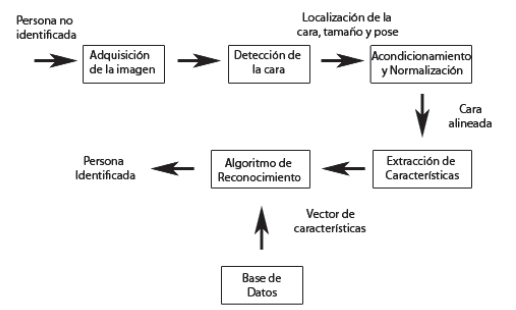 Persona no
identificada
Localización de la
cara, tamaño y pose
Adquisición
de la imagen
Detección de
la cara
Acondicionamiento
y Normalización
Cara
alineada
Persona
Identificada
Algoritmo de
Reconocimiento
Extracción de
Características
Vector de
características
Base de
Datos